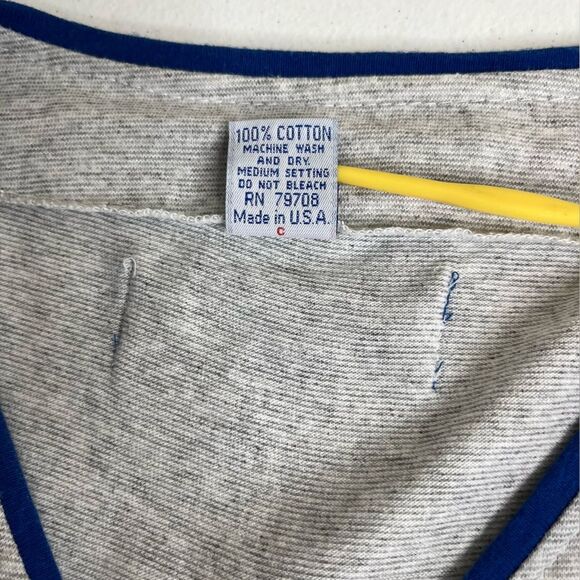 100% COTTON
MACHINE WASH
AND DRY.
MEDIUM SETTING
DO NOT BLEACH
RN 79708
Made in U.S.A.
C